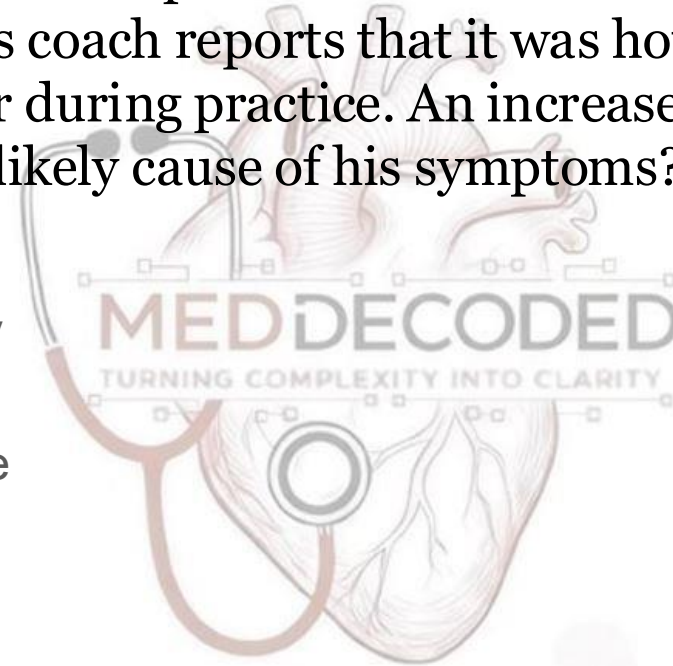 s coach reports that it was ho
r during practice. An increase
likely cause of his symptoms?
MEDDECODED
TURNING COMPLEXITY INTO CLARITY
e